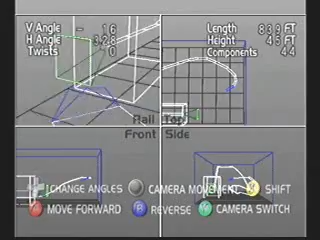 V Angle - 16
H Angle 328
Twists 0
Length 839 FT
Height 45 FT
Components 44
Rail Top
Front Side
CHANGE ANGLES CAMERA MOVEMENT Y SHIFT
A MOVE FORWARD B REVERSE CAMERA SWITCH